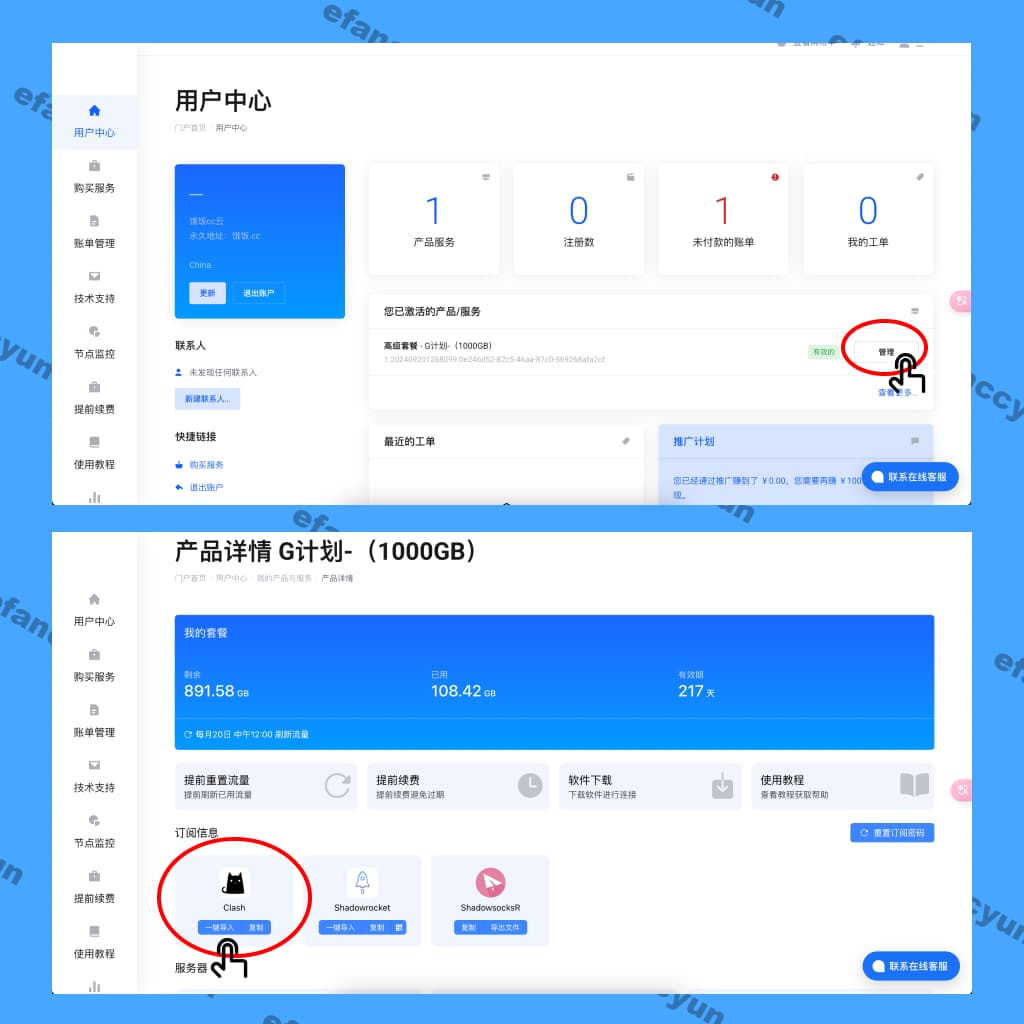 efanccyun
用户中心
门户首页 / 用户中心
用户中心
购买服务
账单管理
技术支持
节点监控
提前续费
使用教程
饿饭cc云
永久地址：饿饭.cc
China
更新
退出账户
1
产品服务
0
注册数
1
未付款的账单
0
我的工单
联系人
未发现任何联系人
新建联系人...
快捷链接
购买服务
退出账户
您已激活的产品/服务
高级套餐 - G计划-（1000GB）
有效的
管理
查看更多...
最近的工单
推广计划
您已经通过推广赚到了 ￥0.00，您需要再赚 ￥100
现。
联系在线客服
产品详情 G计划-（1000GB）
门户首页 / 用户中心 / 我的产品与服务 / 产品详情
用户中心
购买服务
账单管理
技术支持
节点监控
提前续费
使用教程
我的套餐
剩余
891.58 GB
已用
108.42 GB
有效期
217 天
每月20日 中午12:00 刷新流量
提前重置流量
提前刷新已用流量
提前续费
提前续费避免过期
软件下载
下载软件进行连接
使用教程
查看教程获取帮助
订阅信息
重置订阅密码
Clash
一键导入 复制
Shadowrocket
一键导入 复制
ShadowsocksR
复制 导出文件
服务器
联系在线客服